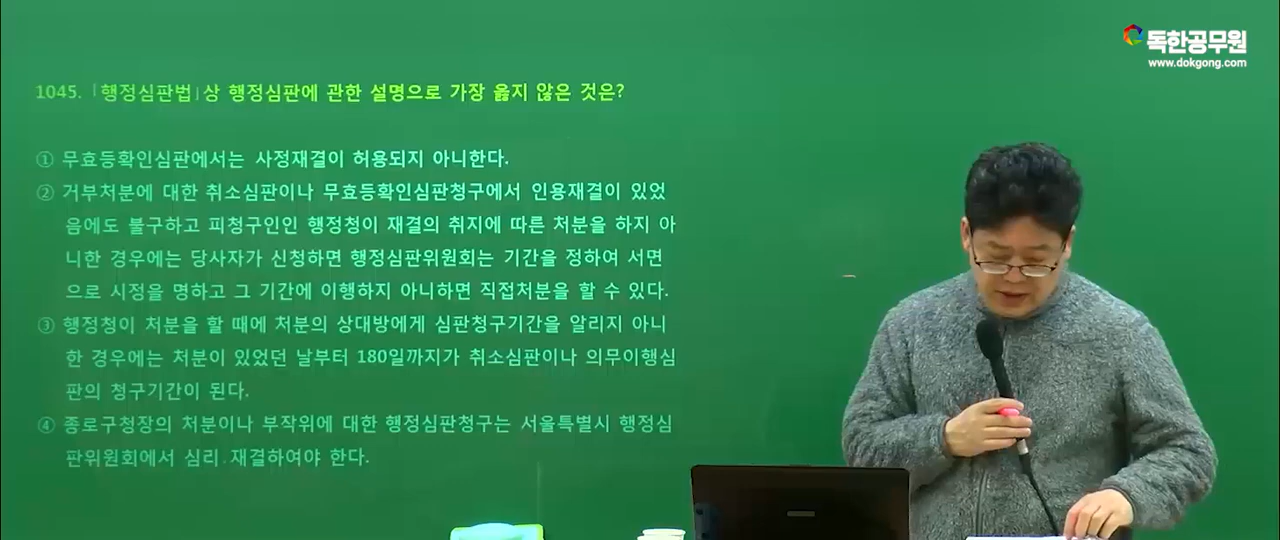 독한공무원
www.dokgong.com
1045. 「행정심판법」상 행정심판에 관한 설명으로 가장 옳지 않은 것은?
① 무효등확인심판에서는 사정재결이 허용되지 아니한다.
② 거부처분에 대한 취소심판이나 무효등확인심판청구에서 인용재결이 있었
음에도 불구하고 피청구인인 행정청이 재결의 취지에 따른 처분을 하지 아
니한 경우에는 당사자가 신청하면 행정심판위원회는 기간을 정하여 서면
으로 시정을 명하고 그 기간에 이행하지 아니하면 직접처분을 할 수 있다.
③ 행정청이 처분을 할 때에 처분의 상대방에게 심판청구기간을 알리지 아니
한 경우에는 처분이 있었던 날부터 180일까지가 취소심판이나 의무이행심
판의 청구기간이 된다.
④ 종로구청장의 처분이나 부작위에 대한 행정심판청구는 서울특별시 행정심
판위원회에서 심리·재결하여야 한다.